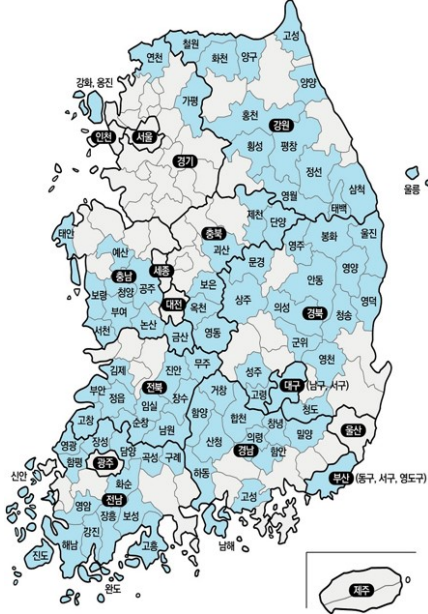 고성
철원
화천
양구
연천
강화, 옹진
양양
가평
홍천
강원
인천
서울
횡성
평창
경기
정선
울릉
영월
태백
삼척
제천
단양
충북
태안
괴산
영주
봉화
울진
예산
문경
세종
충남
보은
안동
영양
공주
대전
보령
청양
상주
경북
옥천
의성
청송
영덕
부여
논산
서천
금산
영동
군위
영천
김제
진안
무주
성주
대구 (남구, 서구)
전북
거창
고령
부안
정읍
임실
장수
함양
합천
창녕
청도
순창
남원
의령
밀양
울산
고창
산청
경남
함안
영광
장성
담양
곡성
구례
함평
광주
신안
화순
하동
고성
부산 (동구, 서구, 영도구)
영암
전남
장흥
보성
강진
해남
고흥
남해
진도
완도
제주